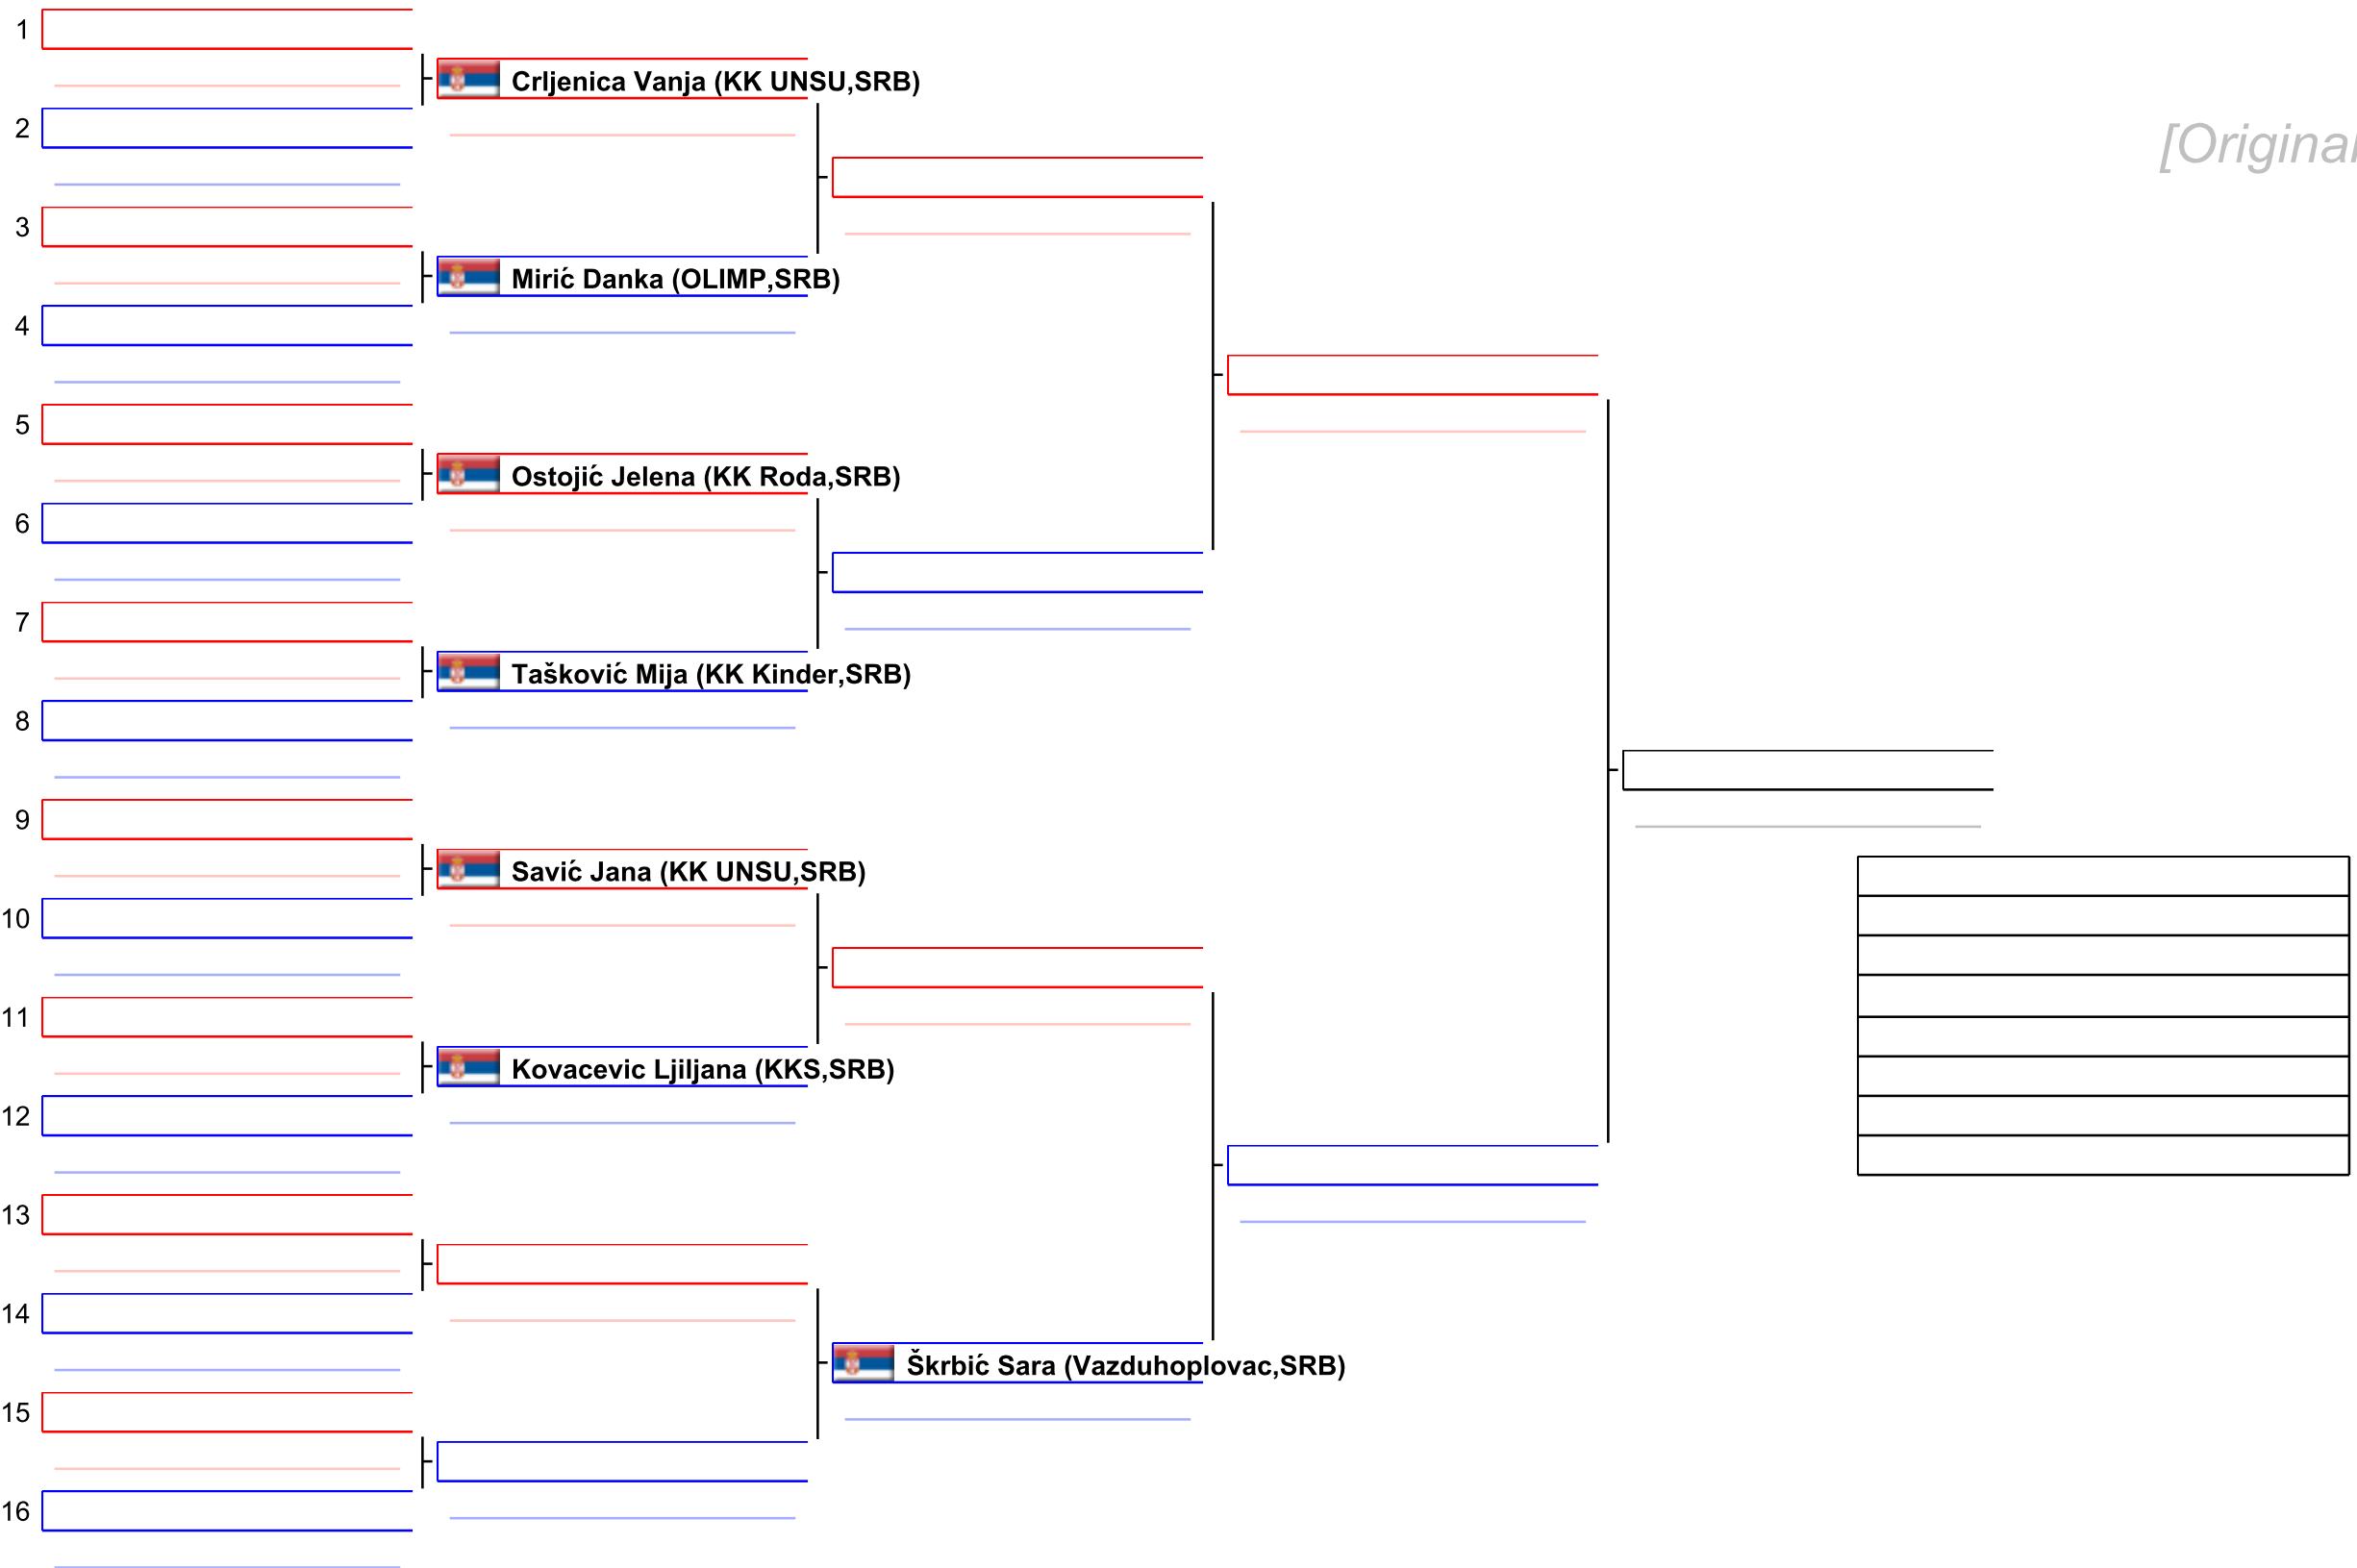 1
Crljenica Vanja (KK UNSU,SRB)
2
[Original
3
Mirić Danka (OLIMP,SRB)
4
5
Ostojić Jelena (KK Roda,SRB)
6
7
Tašković Mija (KK Kinder,SRB)
8
9
Savić Jana (KK UNSU,SRB)
10
11
Kovacevic Ljiljana (KKS,SRB)
12
13
14
Škrbić Sara (Vazduhoplovac,SRB)
15
16